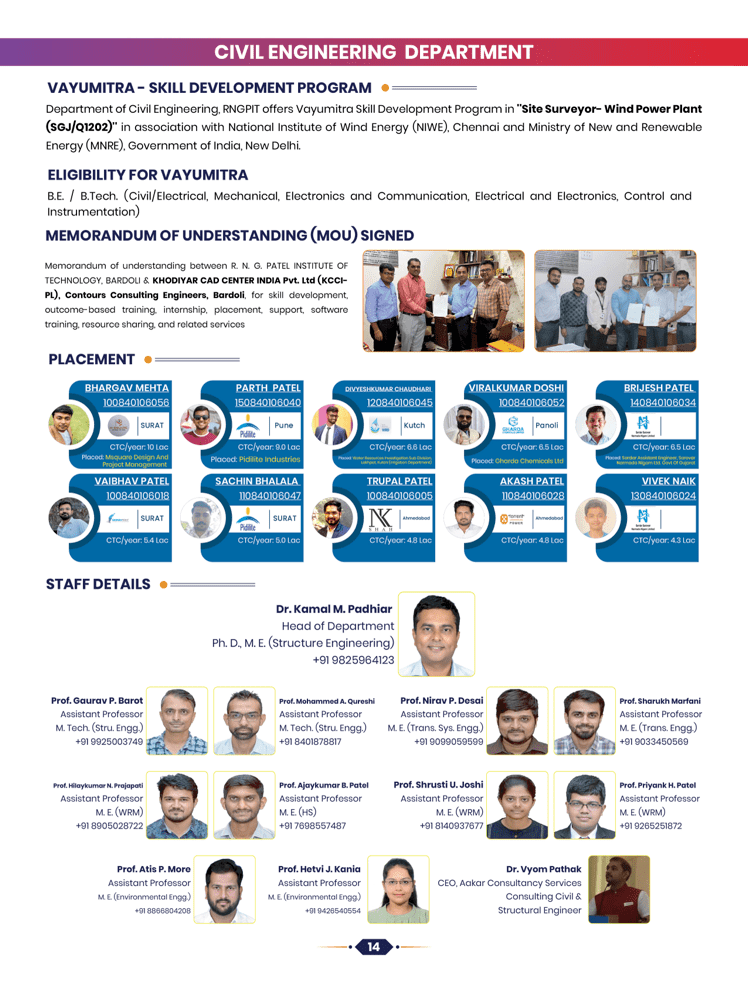 CIVIL ENGINEERING DEPARTMENT
VAYUMITRA - SKILL DEVELOPMENT PROGRAM
Department of Civil Engineering, RNGPIT offers Vayumitra Skill Development Program in "Site Surveyor- Wind Power Plant
(SGJ/Q1202)" in association with National Institute of Wind Energy (NIWE), Chennai and Ministry of New and Renewable
Energy (MNRE), Government of India, New Delhi.
ELIGIBILITY FOR VAYUMITRA
B.E. / B.Tech. (Civil/Electrical, Mechanical, Electronics and Communication, Electrical and Electronics, Control and
Instrumentation)
MEMORANDUM OF UNDERSTANDING (MOU) SIGNED
Memorandum of understanding between R. N. G. PATEL INSTITUTE OF
TECHNOLOGY, BARDOLI & KHODIYAR CAD CENTER INDIA Pvt. Ltd (KCCI-
PL), Contours Consulting Engineers, Bardoli, for skill development,
outcome-based training, internship, placement, support, software
training, resource sharing, and related services
PLACEMENT
BHARGAV MEHTA
100840106056
SURAT
CTC/year: 10 Lac
Placed: Msquare Design And
Project Management
PARTH PATEL
150840106040
Pidilite
Pune
CTC/year: 9.0 Lac
Placed: Pidilite Industries
DIVYESHKUMAR CHAUDHARI
120840106045
Kutch
CTC/year: 6.6 Lac
VIRALKUMAR DOSHI
100840106052
GHARDA
Panoli
CTC/year: 6.5 Lac
Placed: Gharda Chemicals Ltd
BRIJESH PATEL
140840106034
CTC/year: 6.5 Lac
Placed: Sardar Assistant Engineer, Sarovar
Narmada Nigam Ltd. Govt Of Gujarat
VAIBHAV PATEL
100840106018
SURAT
CTC/year: 5.4 Lac
SACHIN BHALALA
110840106047
Pidilite
SURAT
CTC/year: 5.0 Lac
TRUPAL PATEL
100840106005
NK
SHAH
Ahmedabad
CTC/year: 4.8 Lac
AKASH PATEL
110840106028
Ahmedabad
CTC/year: 4.8 Lac
VIVEK NAIK
130840106024
CTC/year: 4.3 Lac
STAFF DETAILS
Dr. Kamal M. Padhiar
Head of Department
Ph. D., M. E. (Structure Engineering)
+91 9825964123
Prof. Gaurav P. Barot
Assistant Professor
M. Tech. (Stru. Engg.)
+91 9925003749
Prof. Mohammed A. Qureshi
Assistant Professor
M. Tech. (Stru. Engg.)
+91 8401878817
Prof. Nirav P. Desai
Assistant Professor
M. E. (Trans. Sys. Engg.)
+91 9099059599
Prof. Sharukh Marfani
Assistant Professor
M. E. (Trans. Engg.)
+91 9033450569
Prof. Hilaykumar N. Prajapati
Assistant Professor
M. E. (WRM)
+91 8905028722
Prof. Ajaykumar B. Patel
Assistant Professor
M. E. (HS)
+91 7698557487
Prof. Shrusti U. Joshi
Assistant Professor
M. E. (WRM)
+91 8140937677
Prof. Priyank H. Patel
Assistant Professor
M. E. (WRM)
+91 9265251872
Prof. Atis P. More
Assistant Professor
M. E. (Environmental Engg.)
+91 8866804208
Prof. Hetvi J. Kania
Assistant Professor
M. E. (Environmental Engg.)
+91 9426540554
Dr. Vyom Pathak
CEO, Aakar Consultancy Services
Consulting Civil &
Structural Engineer
14